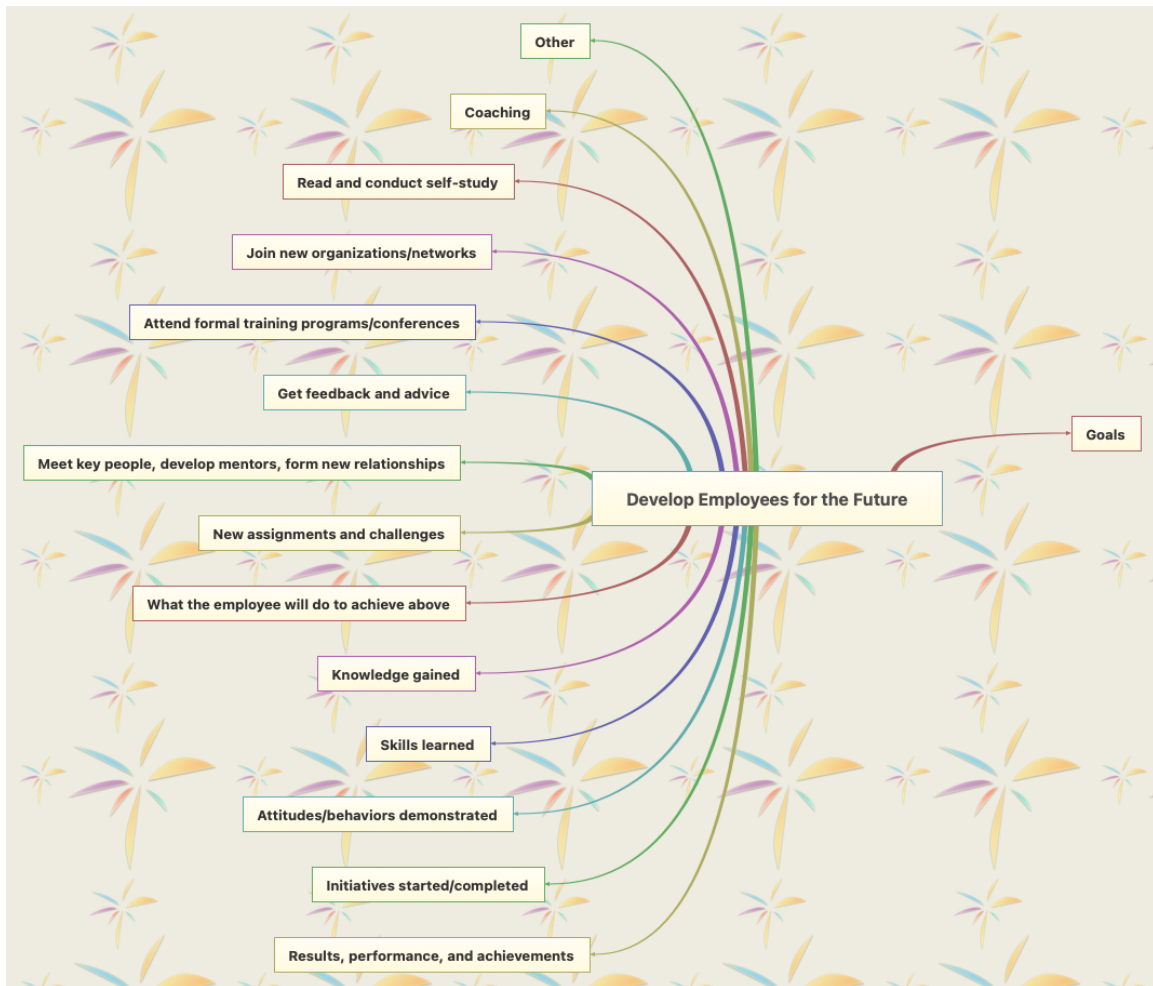 Other
Coaching
Read and conduct self-study
Join new organizations/networks
Attend formal training programs/conferences
Get feedback and advice
Goals
Meet key people, develop mentors, form new relationships
Develop Employees for the Future
New assignments and challenges
What the employee will do to achieve above
Knowledge gained
Skills learned
Attitudes/behaviors demonstrated
Initiatives started/completed
Results, performance, and achievements